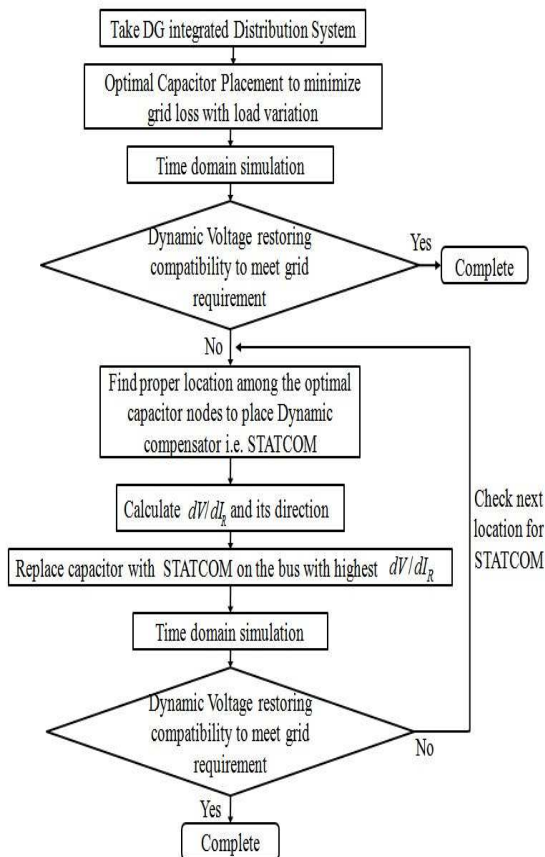 Take DG integrated Distribution System
Optimal Capacitor Placement to minimize
grid loss with load variation
Time domain simulation
Dynamic Voltage restoring
compatibility to meet grid
requirement
Yes
Complete
No
Find proper location among the optimal
capacitor nodes to place Dynamic
compensator i.e. STATCOM
Calculate dV/dI_R and its direction
Replace capacitor with STATCOM on the bus with highest dV/dI_R
Time domain simulation
Check next
location for
STATCOM
Dynamic Voltage restoring
compatibility to meet grid
requirement
No
Yes
Complete